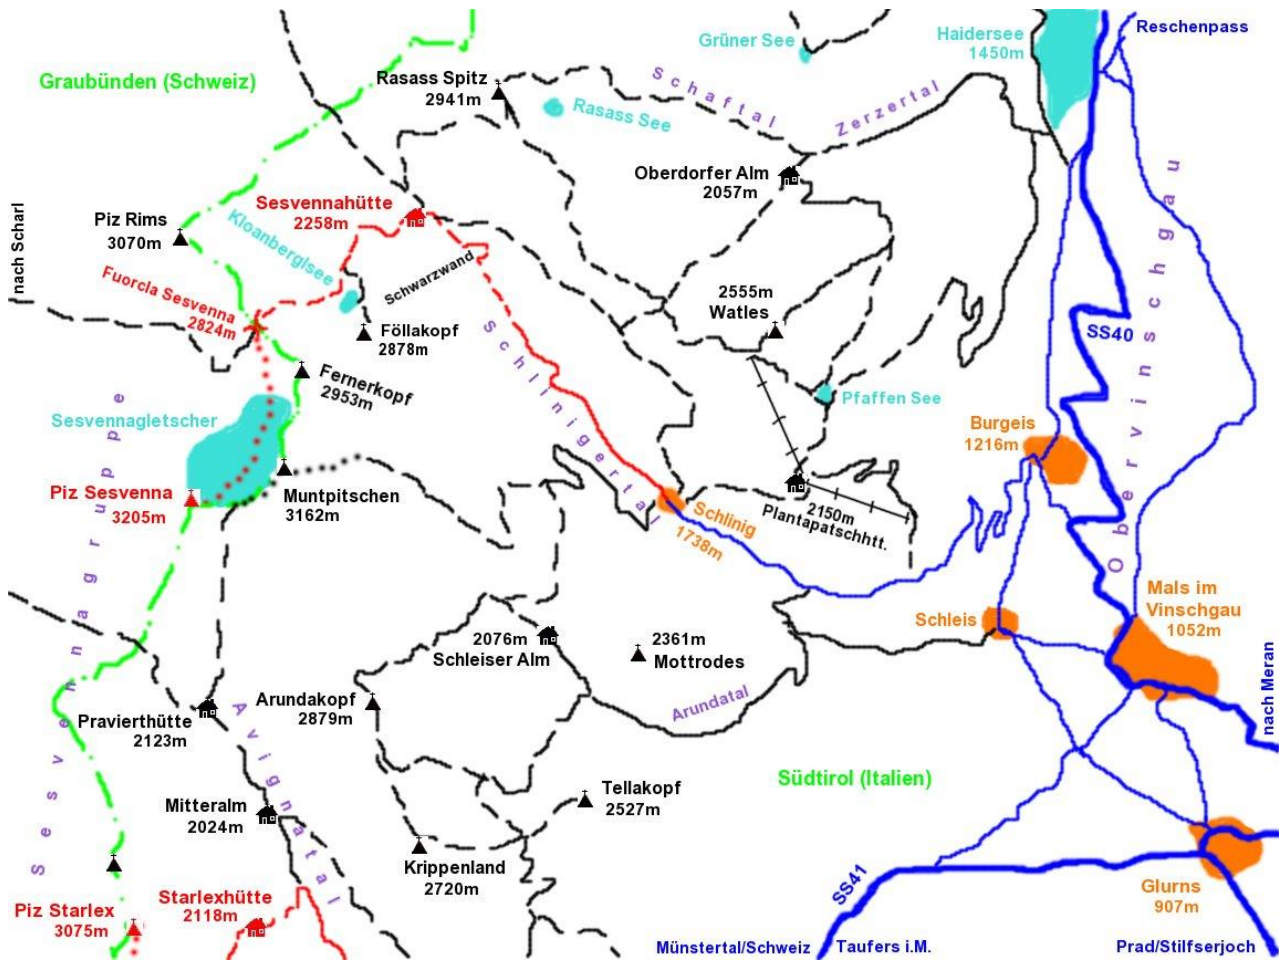 Graubünden (Schweiz)
Rasass Spitz
2941m
Grüner See
Rasass See
Schaftal
Zerzertal
Haidersee
1450m
Reschenpass
Oberdorfer Alm
2057m
nach Scharl
Piz Rims
3070m
Sesvennahütte
2258m
Kloanberglsee
Fuorcla Sesvenna
2824m
Schwarzwand
Föllakopf
2878m
2555m
Watles
SS40
Obervinschgau
Schlinigertal
Fernerkopf
2953m
Sesvennagletscher
Pfaffen See
Burgeis
1216m
Piz Sesvenna
3205m
Muntpitschen
3162m
Schlinig
1738m
2150m
Plantapatschhtt.
Sesvennagruppe
Mals im
Vinschgau
1052m
Schleis
2076m
Schleiser Alm
2361m
Mottrodes
Arundakopf
2879m
Arundatal
nach Meran
Pravierthütte
2123m
Avignatal
Südtirol (Italien)
Tellakopf
2527m
Mitteralm
2024m
Krippenland
2720m
Piz Starlex
3075m
Starlexhütte
2118m
SS41
Glurns
907m
Münstertal/Schweiz
Taufers i.M.
Prad/Stilfserjoch